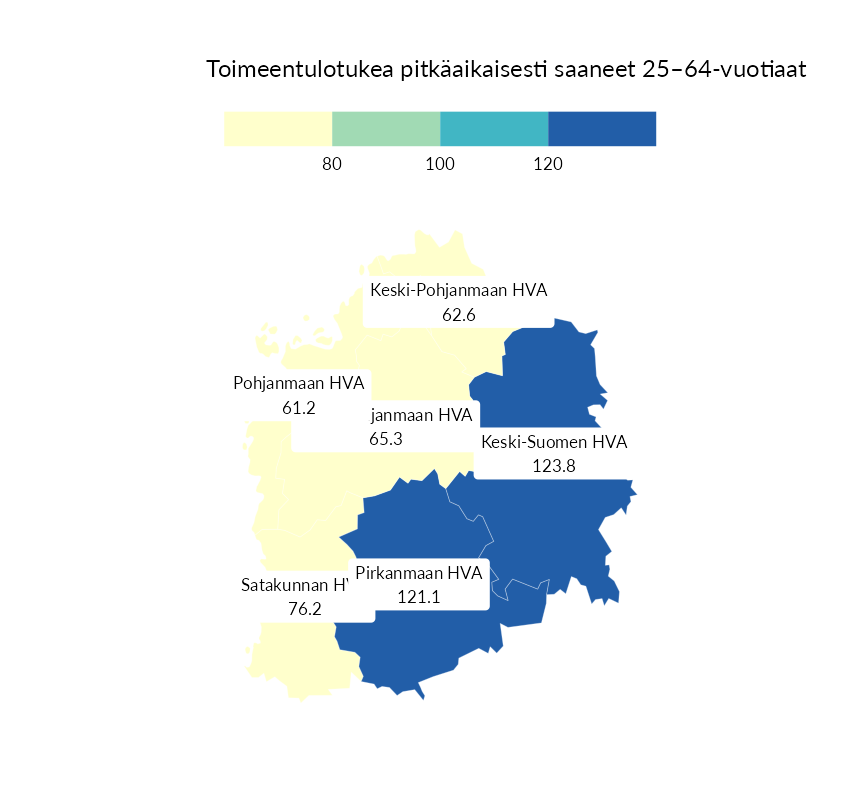 Toimeentulotukea pitkäaikaisesti saaneet 25–64-vuotiaat
80 100 120
Keski-Pohjanmaan HVA
62.6
Pohjanmaan HVA
61.2
janmaan HVA
65.3
Keski-Suomen HVA
123.8
Pirkanmaan HVA
121.1
Satakunnan HV
76.2